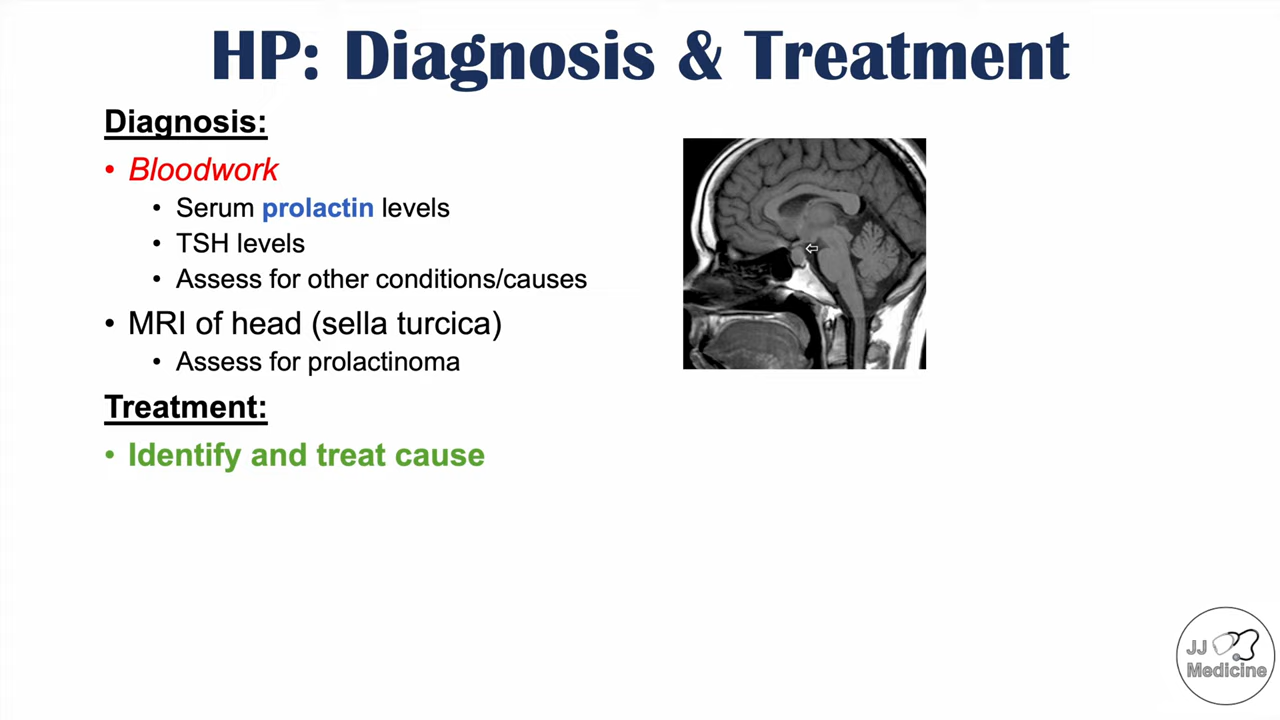 HP: Diagnosis & Treatment
Diagnosis:
• Bloodwork
• Serum prolactin levels
• TSH levels
• Assess for other conditions/causes
• MRI of head (sella turcica)
• Assess for prolactinoma
Treatment:
• Identify and treat cause
JJ
Medicine